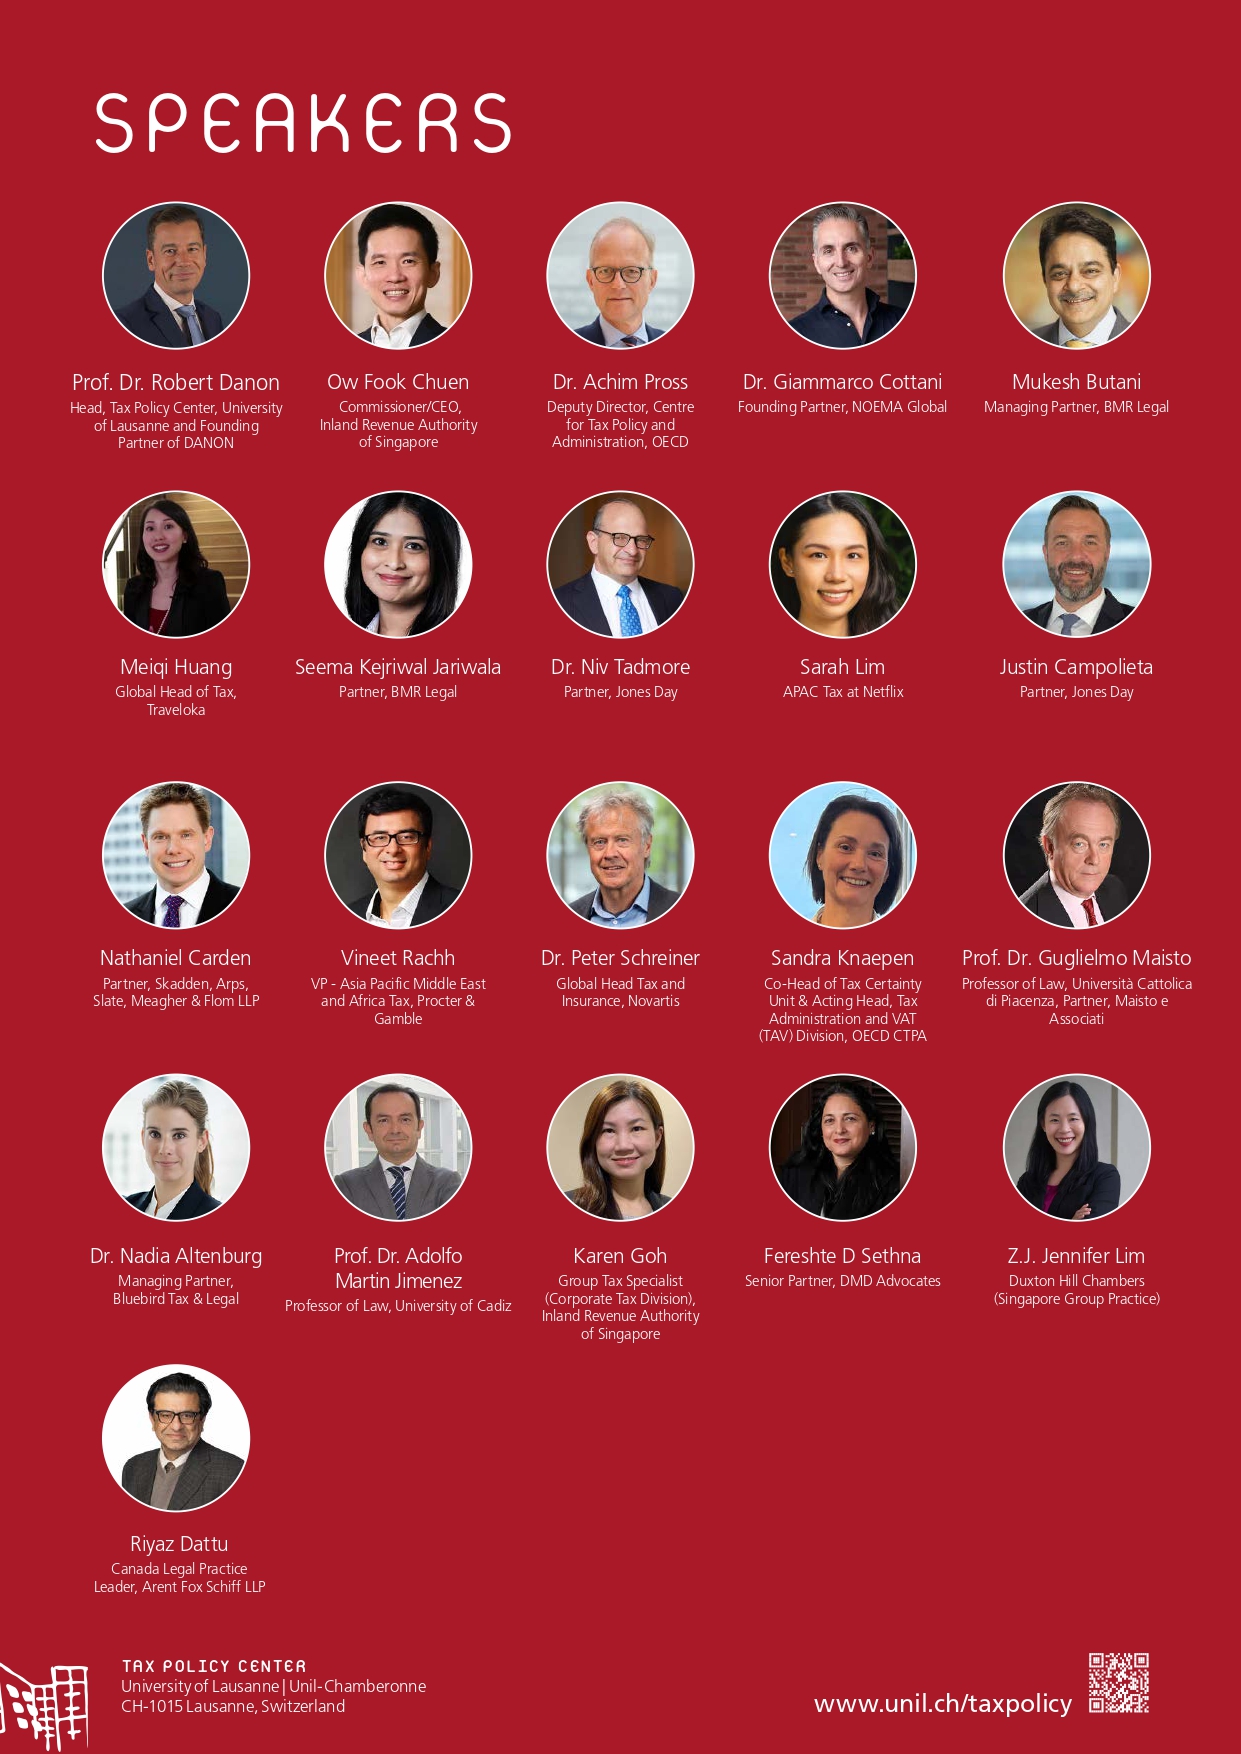 SPEAKERS
Prof. Dr. Robert Danon
Head, Tax Policy Center, University
of Lausanne and Founding
Partner of DANON
Ow Fook Chuen
Commissioner/CEO,
Inland Revenue Authority
of Singapore
Dr. Achim Pross
Deputy Director, Centre
for Tax Policy and
Administration, OECD
Dr. Giammarco Cottani
Founding Partner, NOEMA Global
Mukesh Butani
Managing Partner, BMR Legal
Meiqi Huang
Global Head of Tax,
Traveloka
Seema Kejriwal Jariwala
Partner, BMR Legal
Dr. Niv Tadmore
Partner, Jones Day
Sarah Lim
APAC Tax at Netflix
Justin Campolieta
Partner, Jones Day
Nathaniel Carden
Partner, Skadden, Arps,
Slate, Meagher & Flom LLP
Vineet Rachh
VP - Asia Pacific Middle East
and Africa Tax, Procter &
Gamble
Dr. Peter Schreiner
Global Head Tax and
Insurance, Novartis
Sandra Knaepen
Co-Head of Tax Certainty
Unit & Acting Head, Tax
Administration and VAT
(TAV) Division, OECD CTPA
Prof. Dr. Guglielmo Maisto
Professor of Law, Università Cattolica
di Piacenza, Partner, Maisto e
Associati
Dr. Nadia Altenburg
Managing Partner,
Bluebird Tax & Legal
Prof. Dr. Adolfo
Martin Jimenez
Professor of Law, University of Cadiz
Karen Goh
Group Tax Specialist
(Corporate Tax Division),
Inland Revenue Authority
of Singapore
Fereshte D Sethna
Senior Partner, DMD Advocates
Z.J. Jennifer Lim
Duxton Hill Chambers
(Singapore Group Practice)
Riyaz Dattu
Canada Legal Practice
Leader, Arent Fox Schiff LLP
TAX POLICY CENTER
University of Lausanne | Unil-Chamberonne
CH-1015 Lausanne, Switzerland
www.unil.ch/taxpolicy